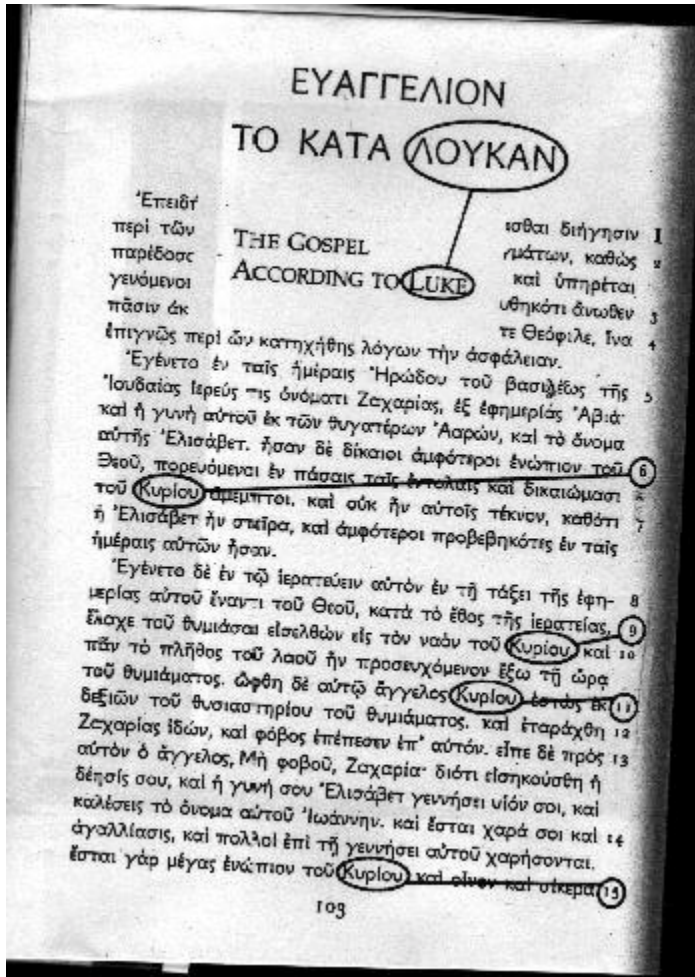 ΕΥΑΓΓΕΛΙΟΝ
ΤΟ ΚΑΤΑ ΛΟΥΚΑΝ
THE GOSPEL
ACCORDING TO LUKE
Ἐπειδή
ισθαι διήγησιν 1
περὶ τῶν
μάτων, καθὼς 2
παρέδοσα
καὶ ὑπηρέται
γενόμενοι
υθηκότι ἄνωθεν 3
πᾶσιν ἀκ
τε Θεόφιλε, ἵνα 4
ἐπιγνῷς περὶ ὧν κατηχήθης λόγων τὴν ἀσφάλειαν.
Ἐγένετο ἐν ταῖς ἡμέραις Ἡρώδου τοῦ βασιλέως τῆς 5
Ἰουδαίας ἱερεύς τις ὀνόματι Ζαχαρίας, ἐξ ἐφημερίας Ἀβιά·
καὶ ἡ γυνὴ αὐτοῦ ἐκ τῶν θυγατέρων Ἀαρών, καὶ τὸ ὄνομα
αὐτῆς Ἐλισάβετ. ἦσαν δὲ δίκαιοι ἀμφότεροι ἐνώπιον τοῦ 6
Θεοῦ, πορευόμενοι ἐν πάσαις ταῖς ἐντολαῖς καὶ δικαιώμασι
τοῦ Κυρίου ἄμεμπτοι. καὶ οὐκ ἦν αὐτοῖς τέκνον, καθότι 7
ἡ Ἐλισάβετ ἦν στεῖρα, καὶ ἀμφότεροι προβεβηκότες ἐν ταῖς
ἡμέραις αὐτῶν ἦσαν.
Ἐγένετο δὲ ἐν τῷ ἱερατεύειν αὐτὸν ἐν τῇ τάξει τῆς ἐφη- 8
μερίας αὐτοῦ ἔναντι τοῦ Θεοῦ, κατὰ τὸ ἔθος τῆς ἱερατείας, 9
ἔλαχε τοῦ θυμιᾶσαι εἰσελθὼν εἰς τὸν ναὸν τοῦ Κυρίου, καὶ 10
πᾶν τὸ πλῆθος τοῦ λαοῦ ἦν προσευχόμενον ἔξω τῇ ὥρᾳ
τοῦ θυμιάματος. ὤφθη δὲ αὐτῷ ἄγγελος Κυρίου ἑστὼς ἐκ 11
δεξιῶν τοῦ θυσιαστηρίου τοῦ θυμιάματος. καὶ ἐταράχθη 12
Ζαχαρίας ἰδών, καὶ φόβος ἐπέπεσεν ἐπ' αὐτόν. εἶπε δὲ πρὸς 13
αὐτὸν ὁ ἄγγελος, Μὴ φοβοῦ, Ζαχαρία· διότι εἰσηκούσθη ἡ
δέησίς σου, καὶ ἡ γυνή σου Ἐλισάβετ γεννήσει υἱόν σοι, καὶ
καλέσεις τὸ ὄνομα αὐτοῦ Ἰωάννην. καὶ ἔσται χαρά σοι καὶ 14
ἀγαλλίασις, καὶ πολλοὶ ἐπὶ τῇ γεννήσει αὐτοῦ χαρήσονται.
ἔσται γὰρ μέγας ἐνώπιον τοῦ Κυρίου καὶ οἶνον καὶ σίκερα 15
103